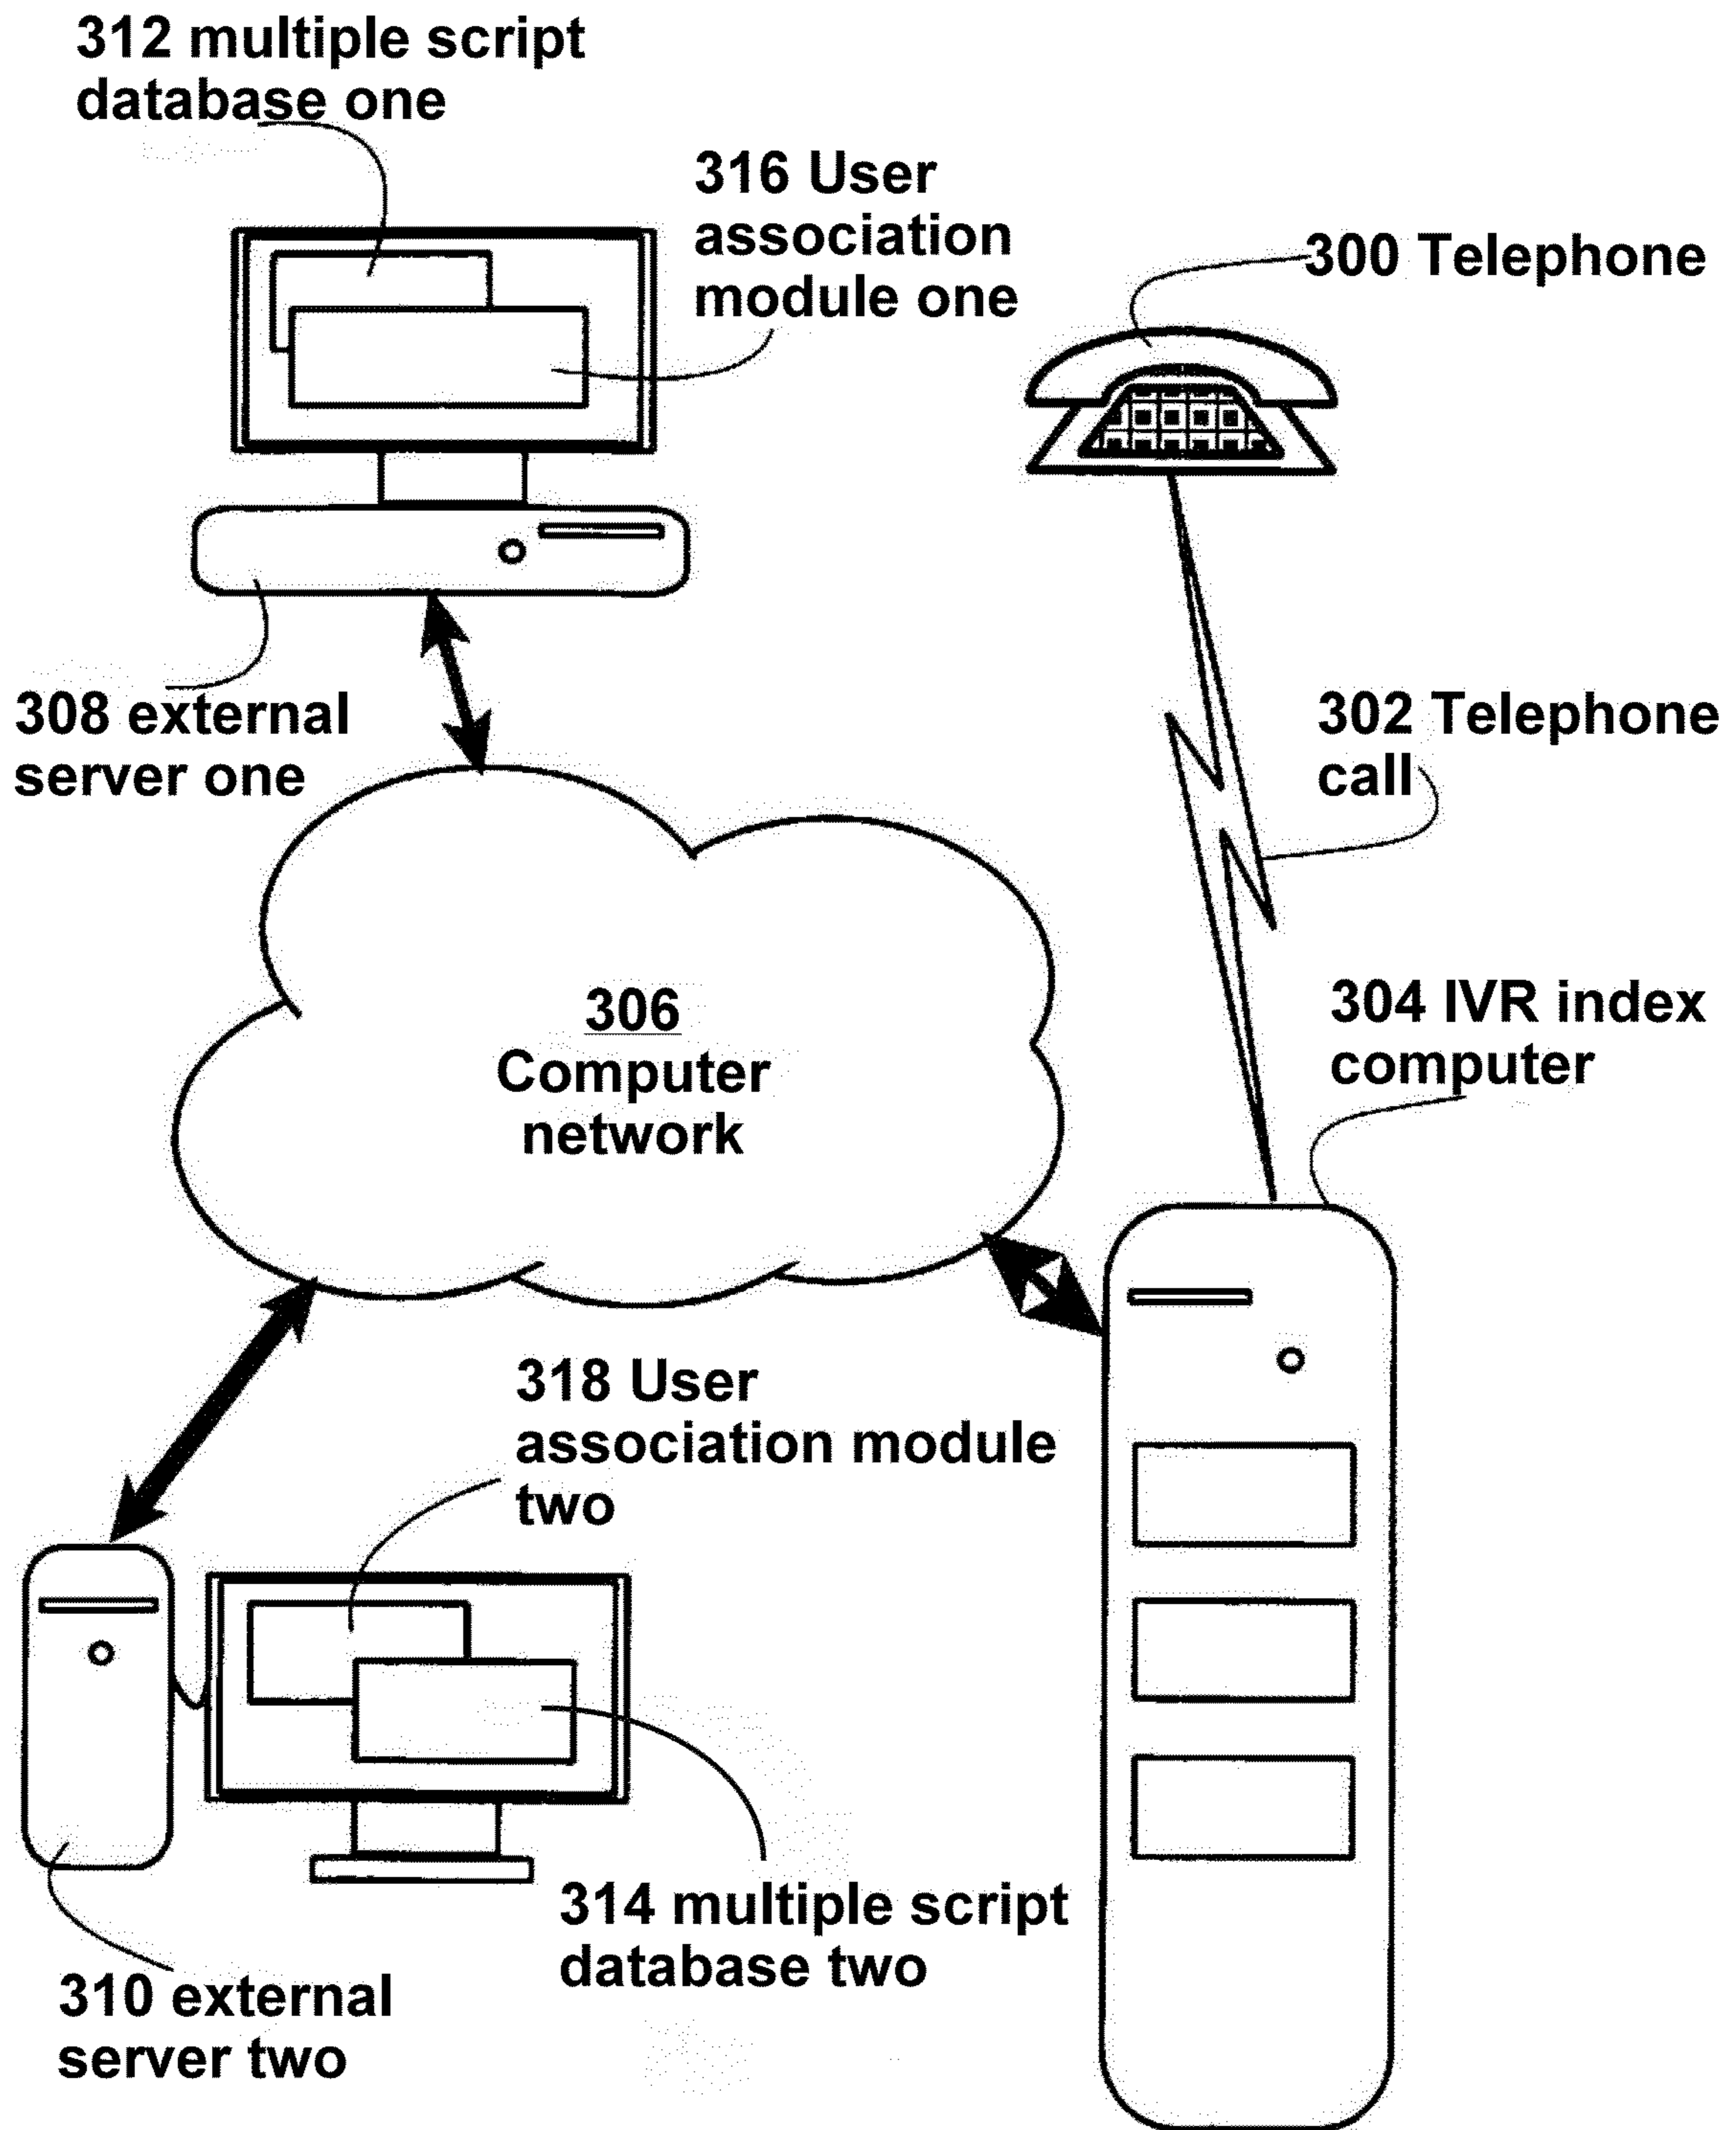 312 multiple script
database one
316 User
association
module one
300 Telephone
308 external
server one
302 Telephone
call
306
Computer
network
304 IVR index
computer
318 User
association module
two
314 multiple script
database two
310 external
server two